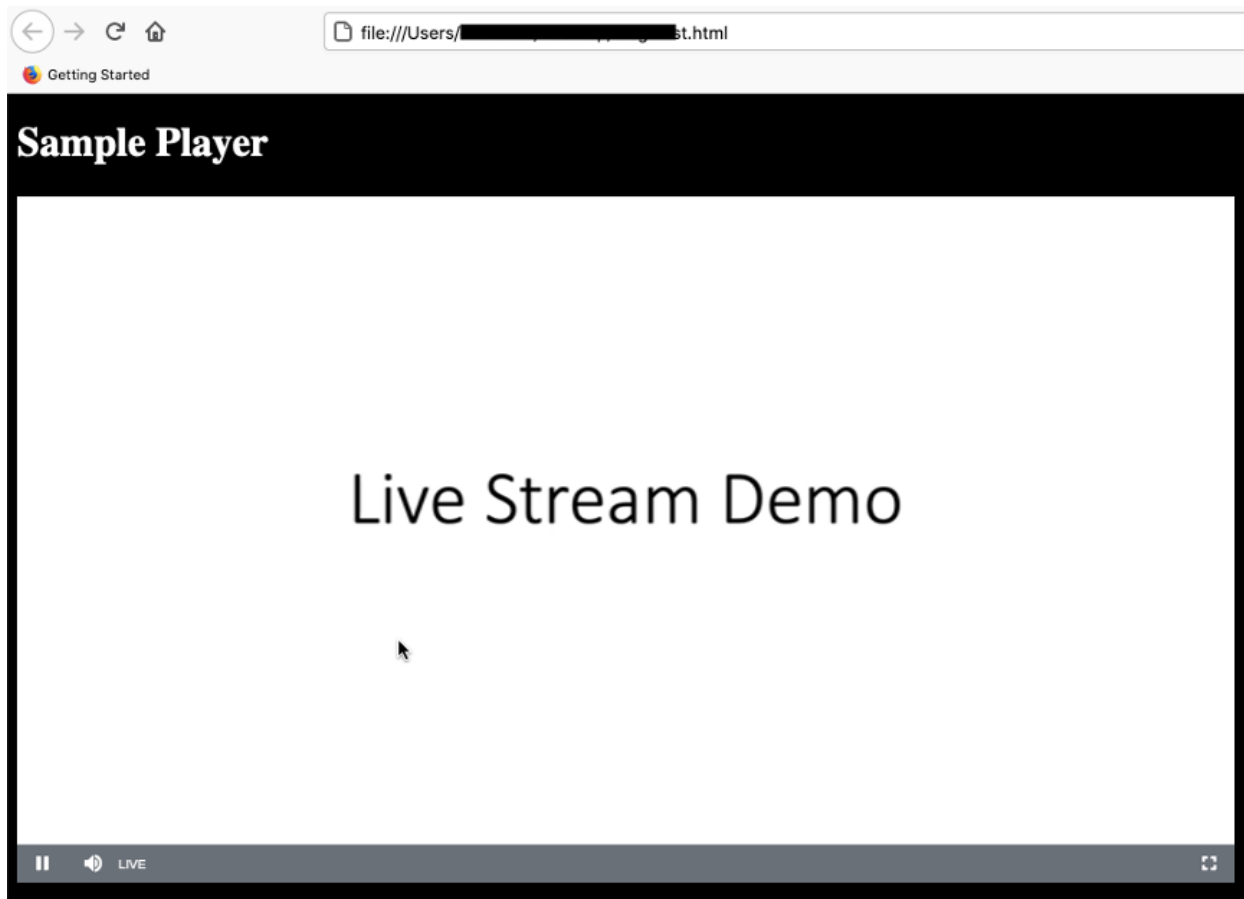 file:///Users/ st.html
Getting Started
Sample Player
Live Stream Demo
LIVE